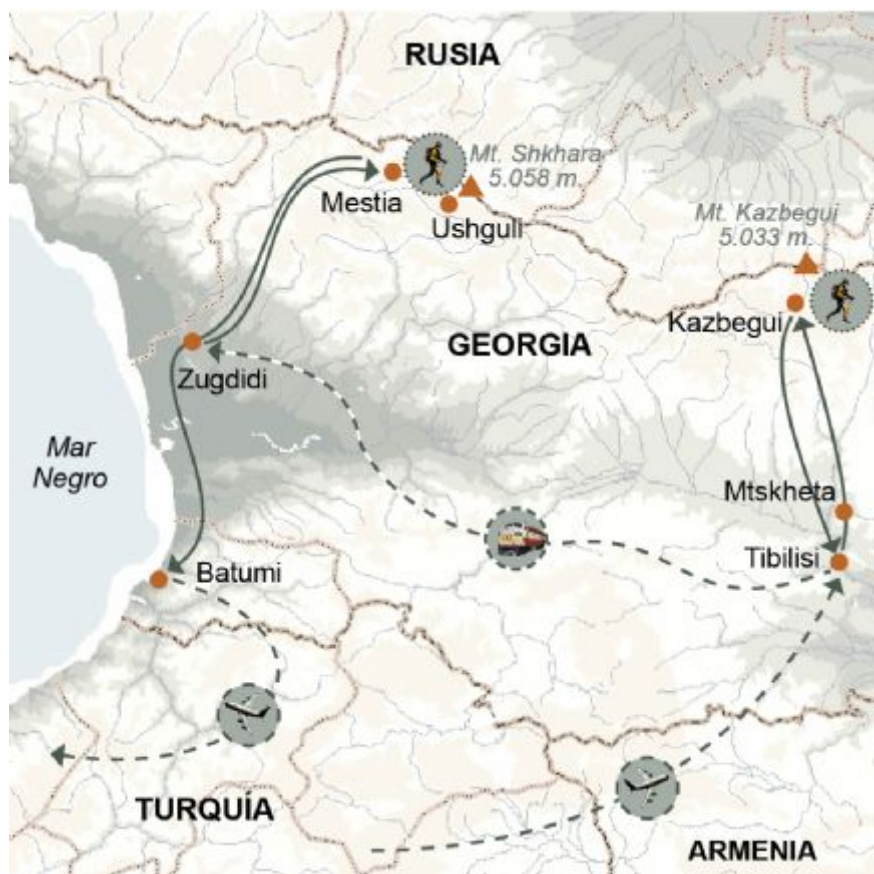 RUSIA
Mt. Shkhara
5.058 m.
Mestia
Ushguli
Mt. Kazbegui
5.033 m.
Kazbegui
GEORGIA
Zugdidi
Mar
Negro
Mtskheta
Tibilisi
Batumi
TURQUÍA
ARMENIA